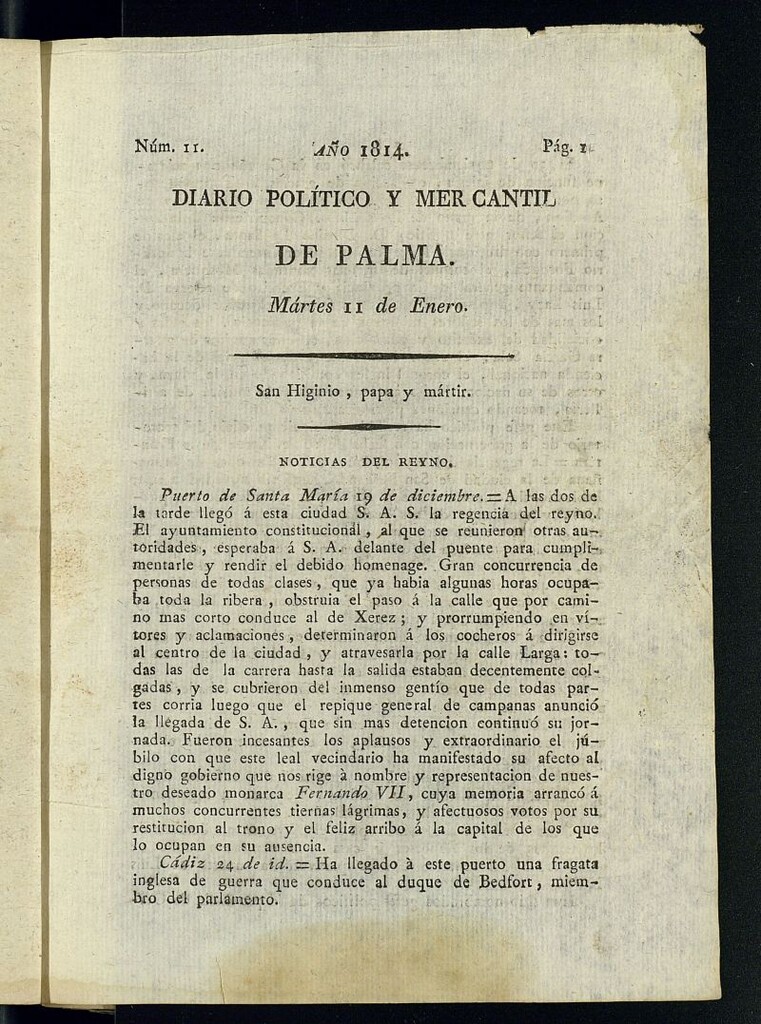 Núm. 11. AÑO 1814. Pág. 1
DIARIO POLÍTICO Y MERCANTIL
DE PALMA.
Mártes 11 de Enero.
San Higinio, papa y mártir.
NOTICIAS DEL REYNO.
Puerto de Santa María 19 de diciembre. = A las dos de
la tarde llegó á esta ciudad S. A. S. la regencia del reyno.
El ayuntamiento constitucional, al que se reunieron otras au-
toridades, esperaba á S. A. delante del puente para cumpli-
mentarle y rendir el debido homenage. Gran concurrencia de
personas de todas clases, que ya habia algunas horas ocupa-
ba toda la ribera, obstruia el paso á la calle que por cami-
no mas corto conduce al de Xerez; y prorrumpiendo en ví-
tores y aclamaciones, determinaron á los cocheros á dirigirse
al centro de la ciudad, y atravesarla por la calle Larga: to-
das las de la carrera hasta la salida estaban decentemente col-
gadas, y se cubrieron del inmenso gentío que de todas par-
tes corria luego que el repique general de campanas anunció
la llegada de S. A., que sin mas detencion continuó su jor-
nada. Fueron incesantes los aplausos y extraordinario el jú-
bilo con que este leal vecindario ha manifestado su afecto al
digno gobierno que nos rige à nombre y representacion de nues-
tro deseado monarca Fernando VII, cuya memoria arrancó á
muchos concurrentes tiernas lágrimas, y afectuosos votos por su
restitucion al trono y el feliz arribo á la capital de los que
lo ocupan en su ausencia.
Cádiz 24 de id. = Ha llegado à este puerto una fragata
inglesa de guerra que conduce al duque de Bedfort, miem-
bro del parlamento.